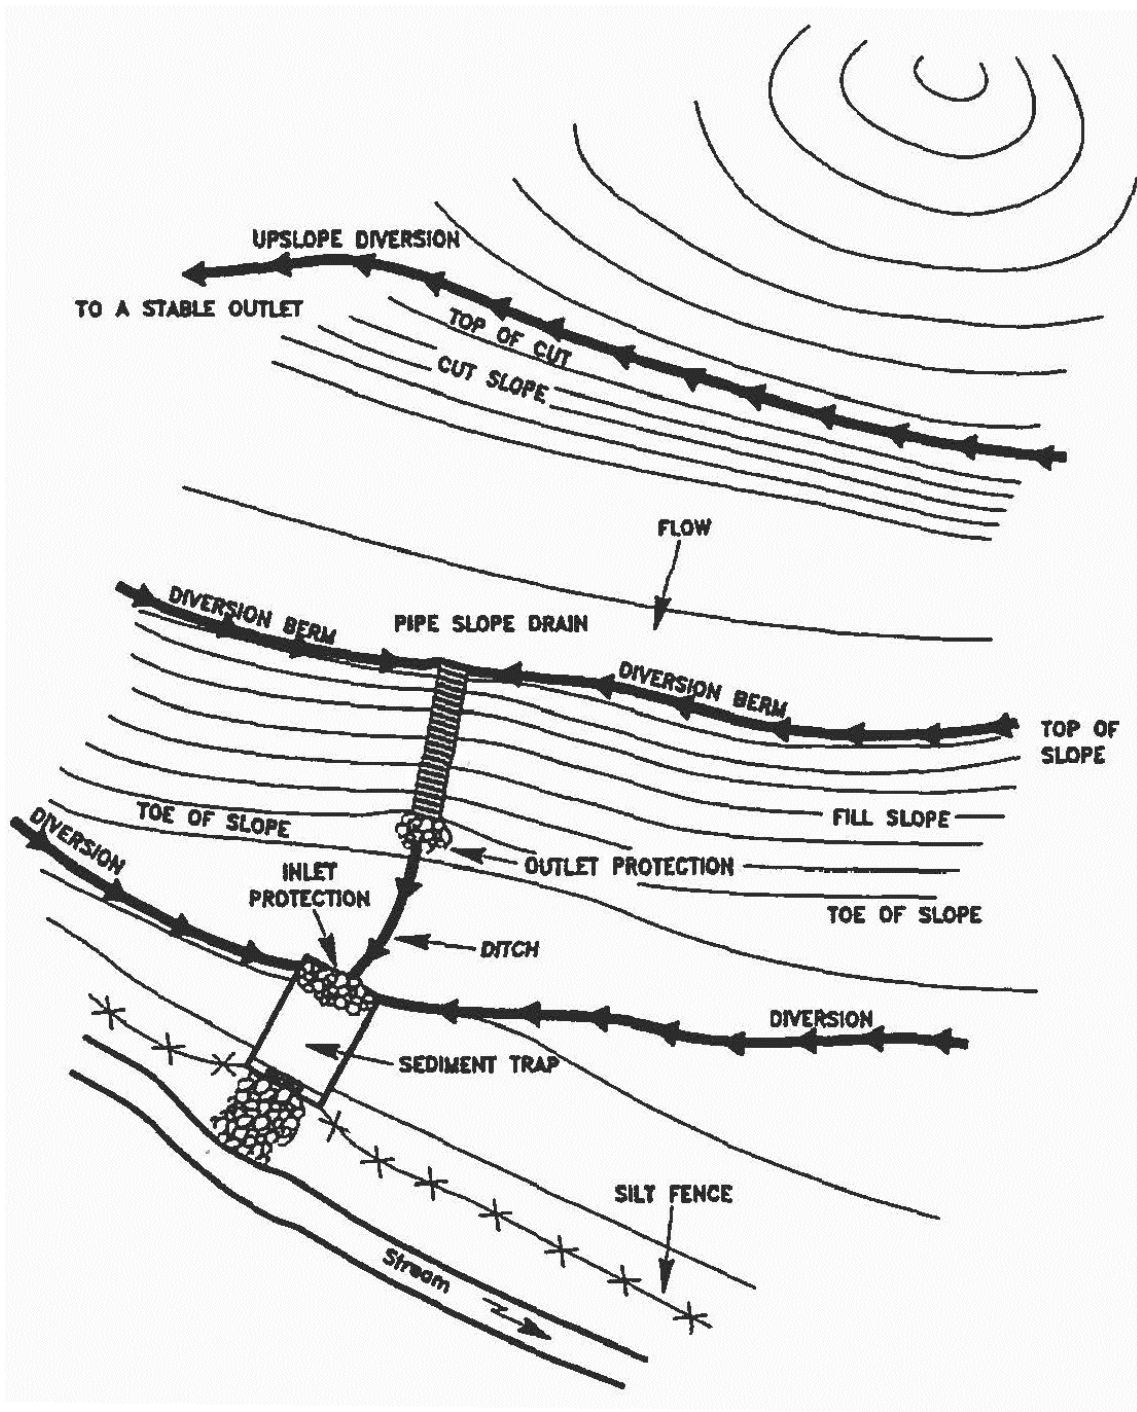 UPSLOPE DIVERSION
TO A STABLE OUTLET
TOP OF CUT
CUT SLOPE
FLOW
DIVERSION BERM
PIPE SLOPE DRAIN
DIVERSION BERM
TOP OF
SLOPE
FILL SLOPE
TOE OF SLOPE
DIVERSION
OUTLET PROTECTION
INLET
PROTECTION
TOE OF SLOPE
DITCH
DIVERSION
SEDIMENT TRAP
SILT FENCE
Stream